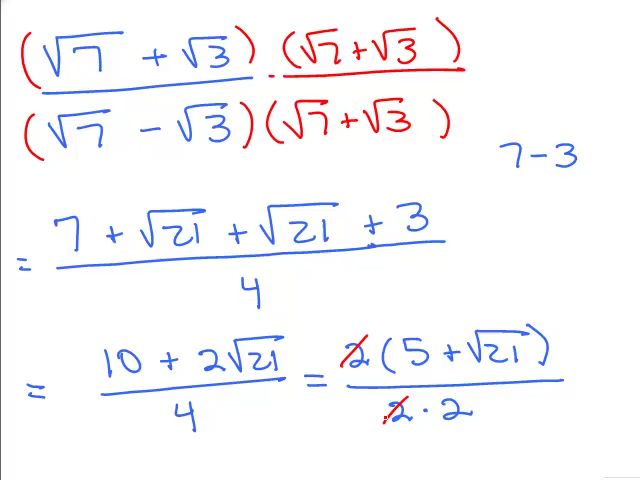 (√7 + √3) · (√7 + √3)
(√7 − √3)(√7 + √3)
7 − 3
= 7 + √21 + √21 + 3
4
= 10 + 2√21 = 2(5 + √21)
4 2 · 2